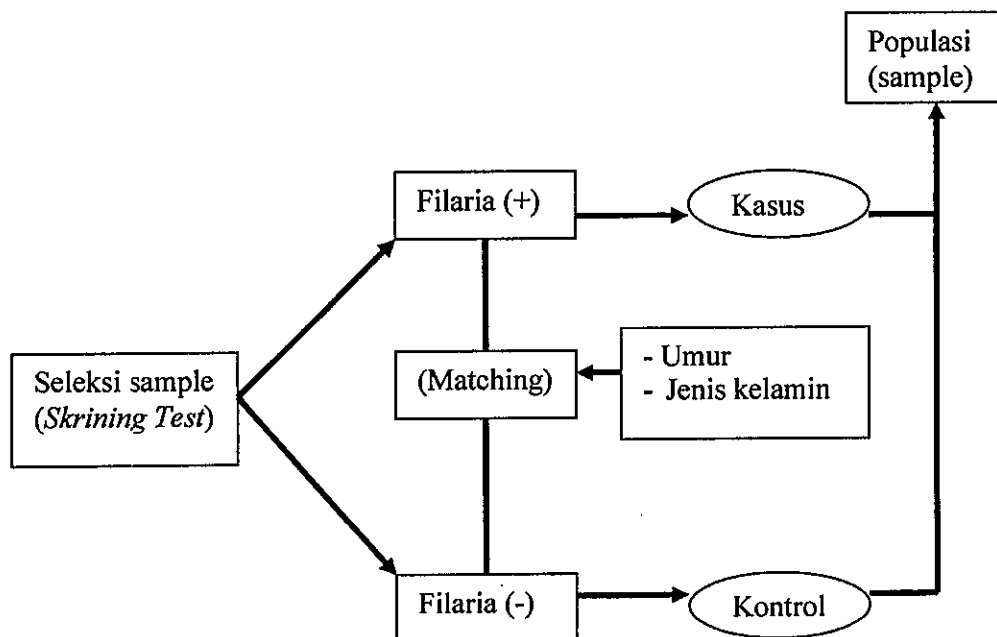 Populasi
(sample)
Filaria (+)
Kasus
Seleksi sample
(Skrining Test)
(Matching)
- Umur
- Jenis kelamin
Filaria (-)
Kontrol